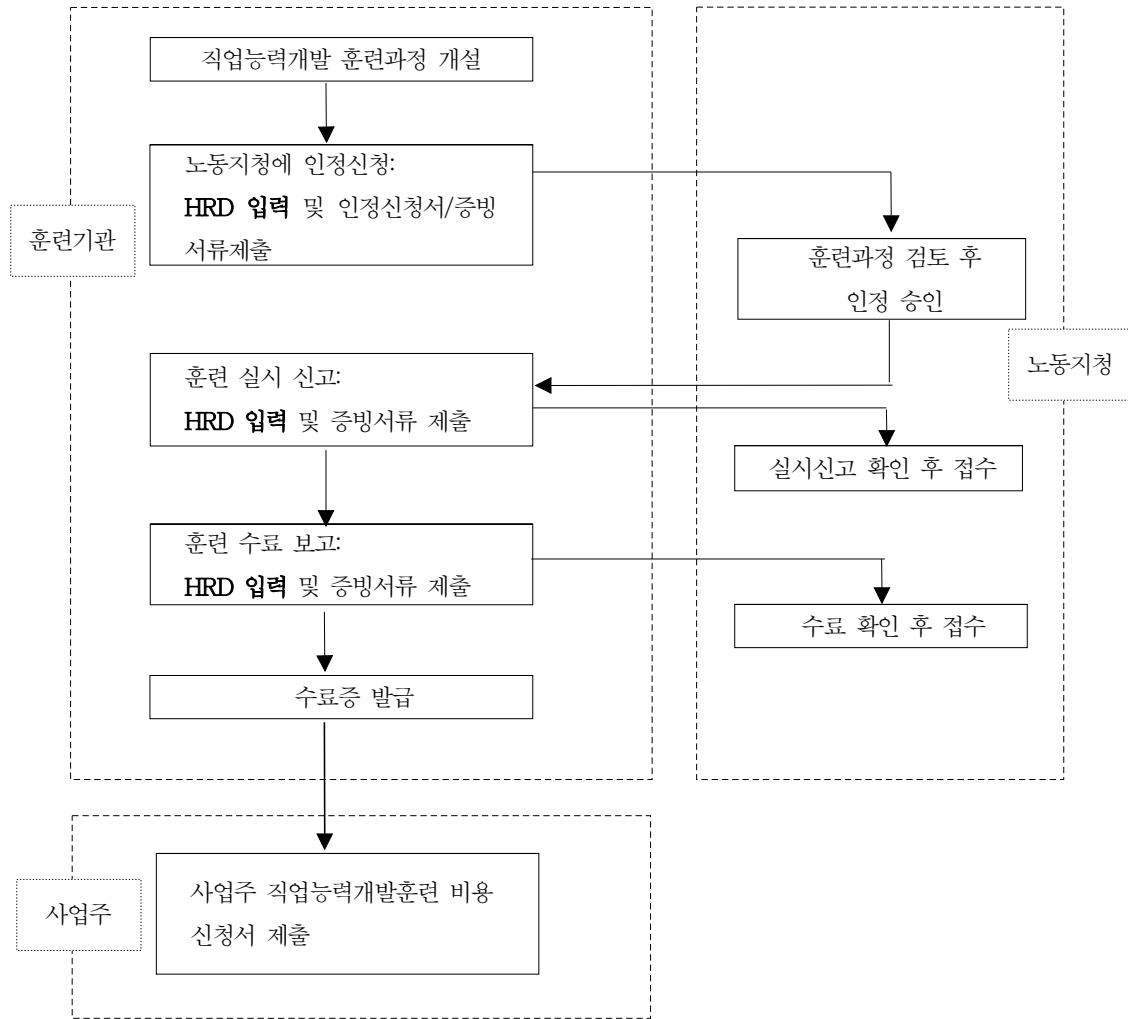 직업능력개발 훈련과정 개설
노동지청에 인정신청:
HRD 입력 및 인정신청서/증빙
서류제출
훈련기관
훈련과정 검토 후
인정 승인
노동지청
훈련 실시 신고:
HRD 입력 및 증빙서류 제출
실시신고 확인 후 접수
훈련 수료 보고:
HRD 입력 및 증빙서류 제출
수료 확인 후 접수
수료증 발급
사업주
사업주 직업능력개발훈련 비용
신청서 제출